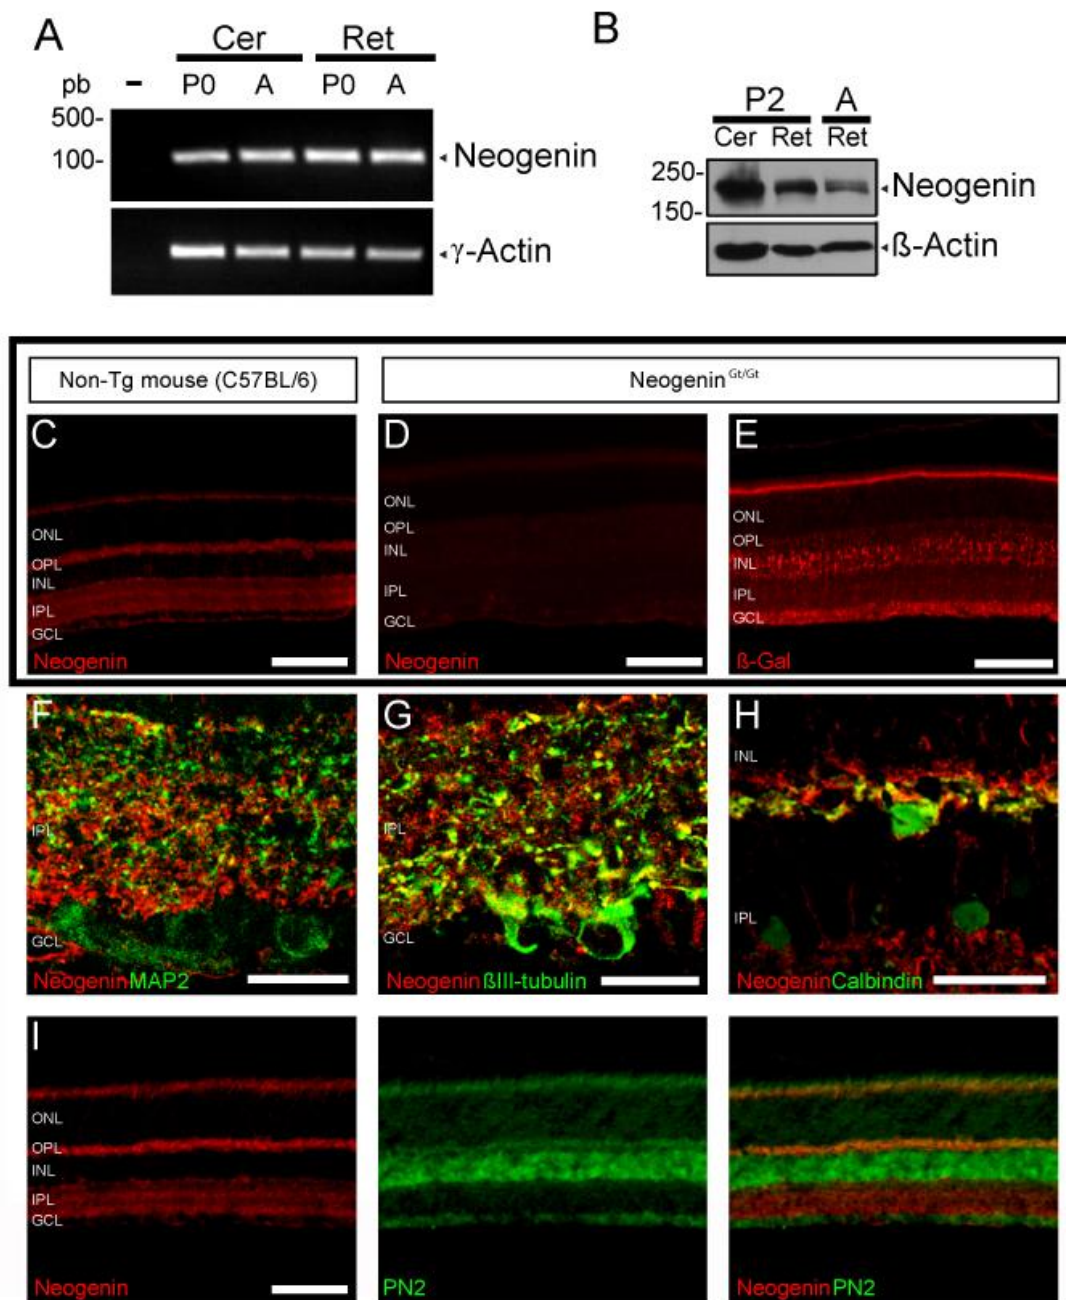 A
Cer Ret
pb - P0 A P0 A
500-
100-
Neogenin
γ-Actin
B
P2 A
Cer Ret Ret
250-
150-
Neogenin
ß-Actin
Non-Tg mouse (C57BL/6)
Neogenin Gt/Gt
C
ONL
OPL
INL
IPL
GCL
Neogenin
D
ONL
OPL
INL
IPL
GCL
Neogenin
E
ONL
OPL
INL
IPL
GCL
ß-Gal
F
IPL
GCL
Neogenin MAP2
G
IPL
GCL
Neogenin ßIII-tubulin
H
INL
IPL
Neogenin Calbindin
I
ONL
OPL
INL
IPL
GCL
Neogenin
PN2
Neogenin PN2